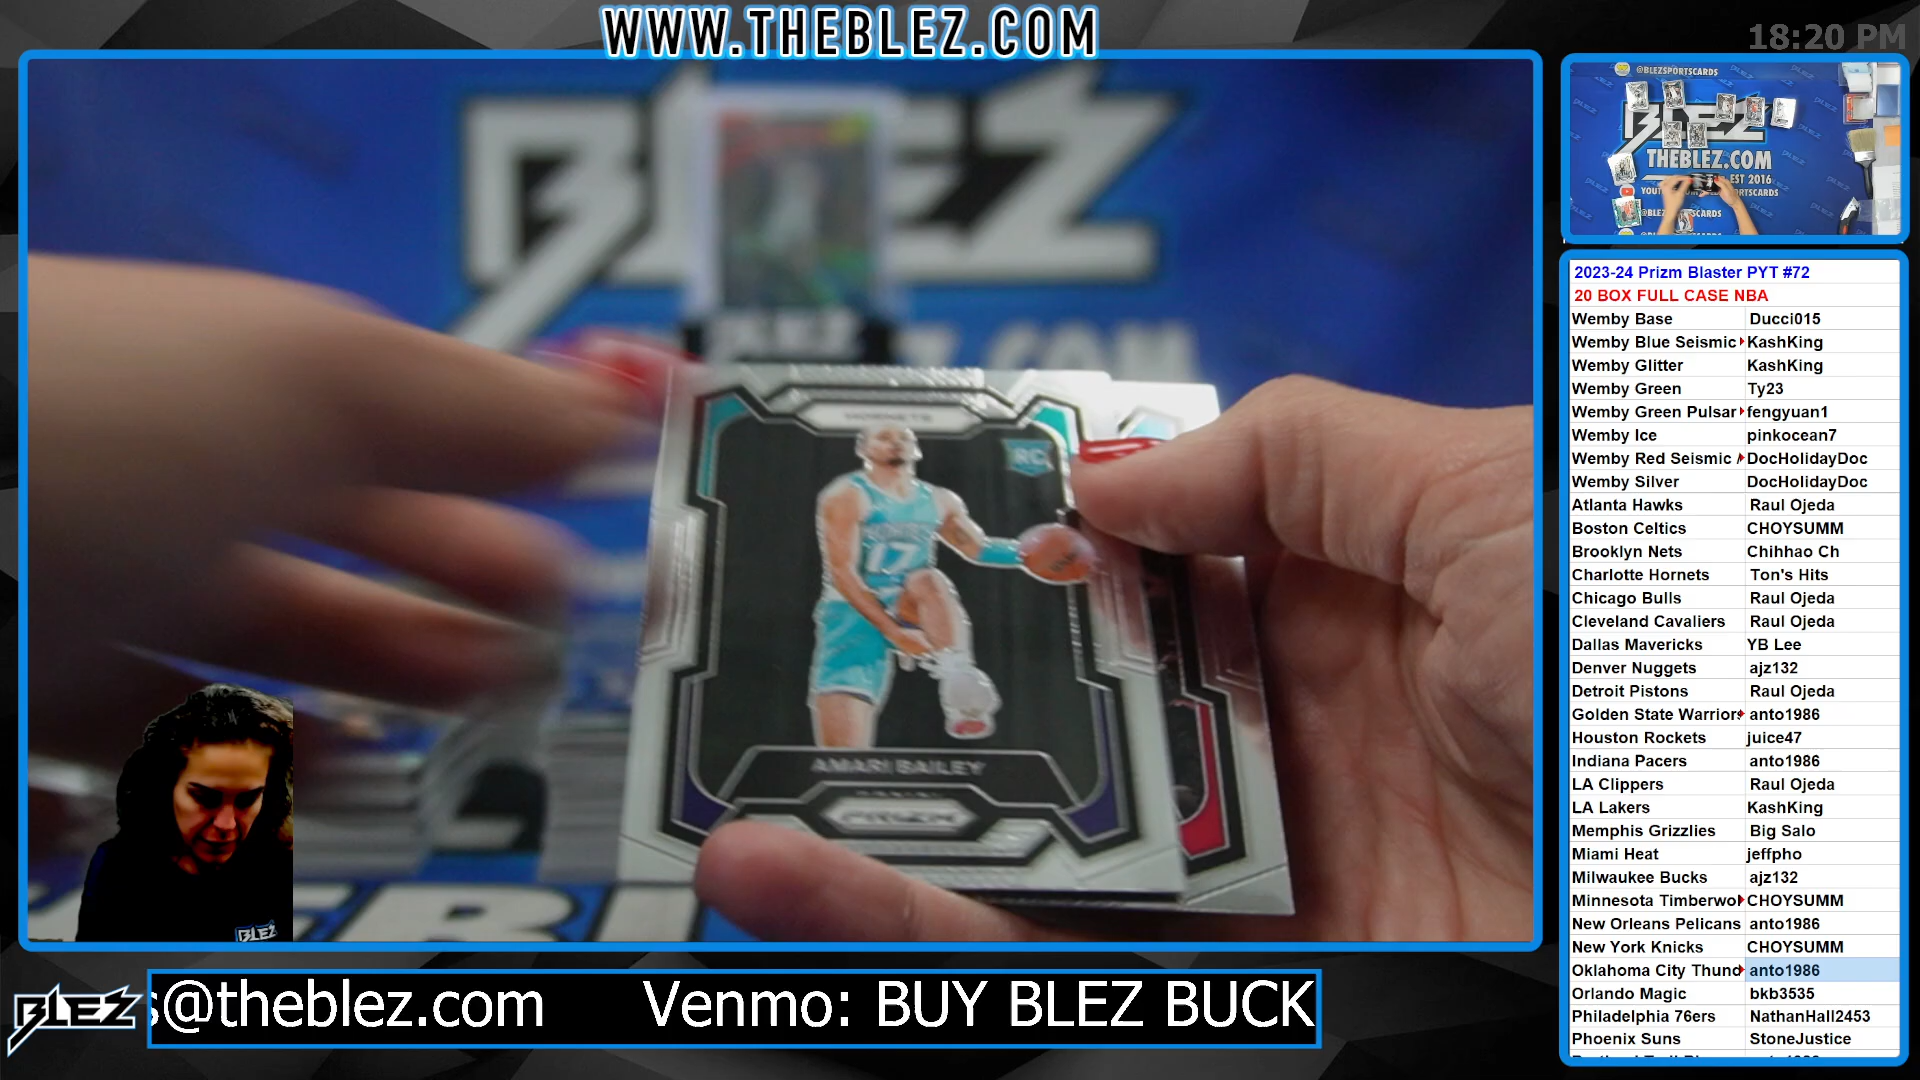 WWW.THEBLEZ.COM
18:20 PM
BLEZ
HORNETS
RC
17
AMARI BAILEY
PANINI
PRIZM
BLEZ
@BLEZSPORTSCARDS
BLEZ
THEBLEZ.COM
EST 2016
2023-24 Prizm Blaster PYT #72
20 BOX FULL CASE NBA
Wemby Base Ducci015
Wemby Blue Seismic KashKing
Wemby Glitter KashKing
Wemby Green Ty23
Wemby Green Pulsar fengyuan1
Wemby Ice pinkocean7
Wemby Red Seismic / DocHolidayDoc
Wemby Silver DocHolidayDoc
Atlanta Hawks Raul Ojeda
Boston Celtics CHOYSUMM
Brooklyn Nets Chihhao Ch
Charlotte Hornets Ton's Hits
Chicago Bulls Raul Ojeda
Cleveland Cavaliers Raul Ojeda
Dallas Mavericks YB Lee
Denver Nuggets ajz132
Detroit Pistons Raul Ojeda
Golden State Warriors anto1986
Houston Rockets juice47
Indiana Pacers anto1986
LA Clippers Raul Ojeda
LA Lakers KashKing
Memphis Grizzlies Big Salo
Miami Heat jeffpho
Milwaukee Bucks ajz132
Minnesota Timberwol CHOYSUMM
New Orleans Pelicans anto1986
New York Knicks CHOYSUMM
Oklahoma City Thund anto1986
Orlando Magic bkb3535
Philadelphia 76ers NathanHall2453
Phoenix Suns StoneJustice
BLEZ
s@theblez.com Venmo: BUY BLEZ BUCK